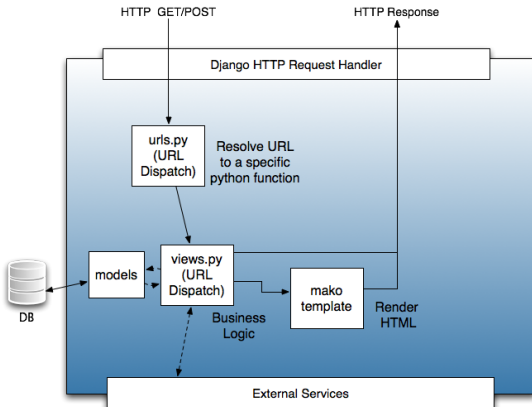 HTTP GET/POST
HTTP Response
Django HTTP Request Handler
urls.py
(URL
Dispatch)
Resolve URL
to a specific
python function
models
views.py
(URL
Dispatch)
mako
template
DB
Business
Logic
Render
HTML
External Services